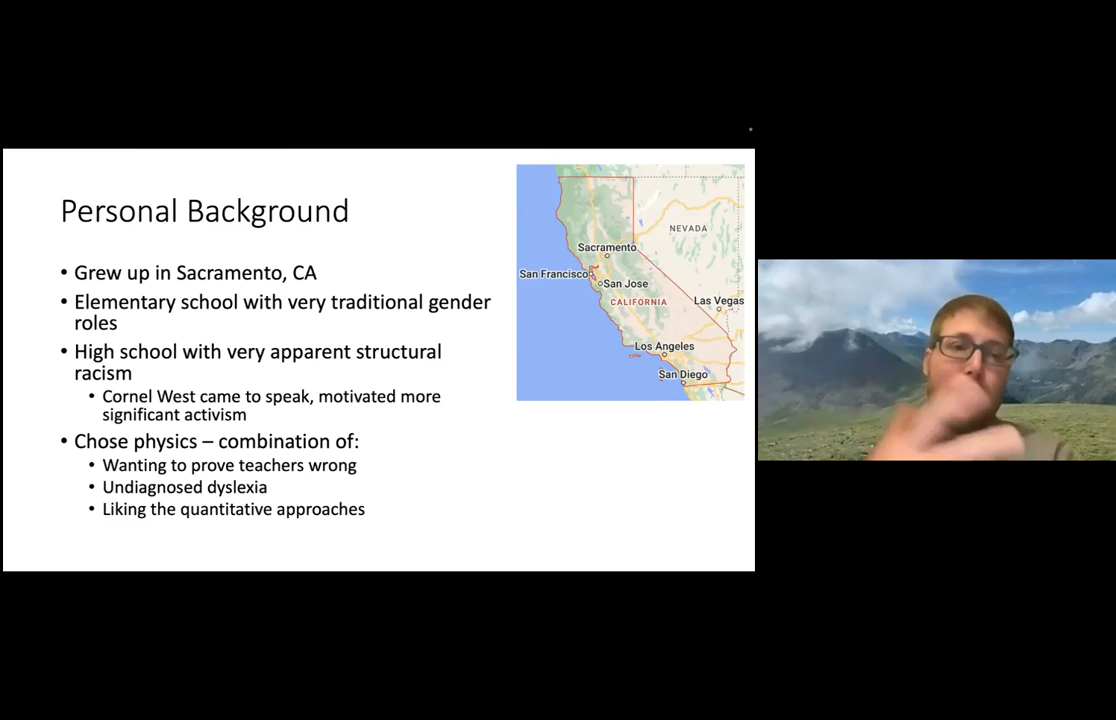 Personal Background
• Grew up in Sacramento, CA
• Elementary school with very traditional gender
roles
• High school with very apparent structural
racism
• Cornel West came to speak, motivated more
significant activism
• Chose physics – combination of:
• Wanting to prove teachers wrong
• Undiagnosed dyslexia
• Liking the quantitative approaches
NEVADA
Sacramento
San Francisco
San Jose
CALIFORNIA
Las Vegas
Los Angeles
San Diego